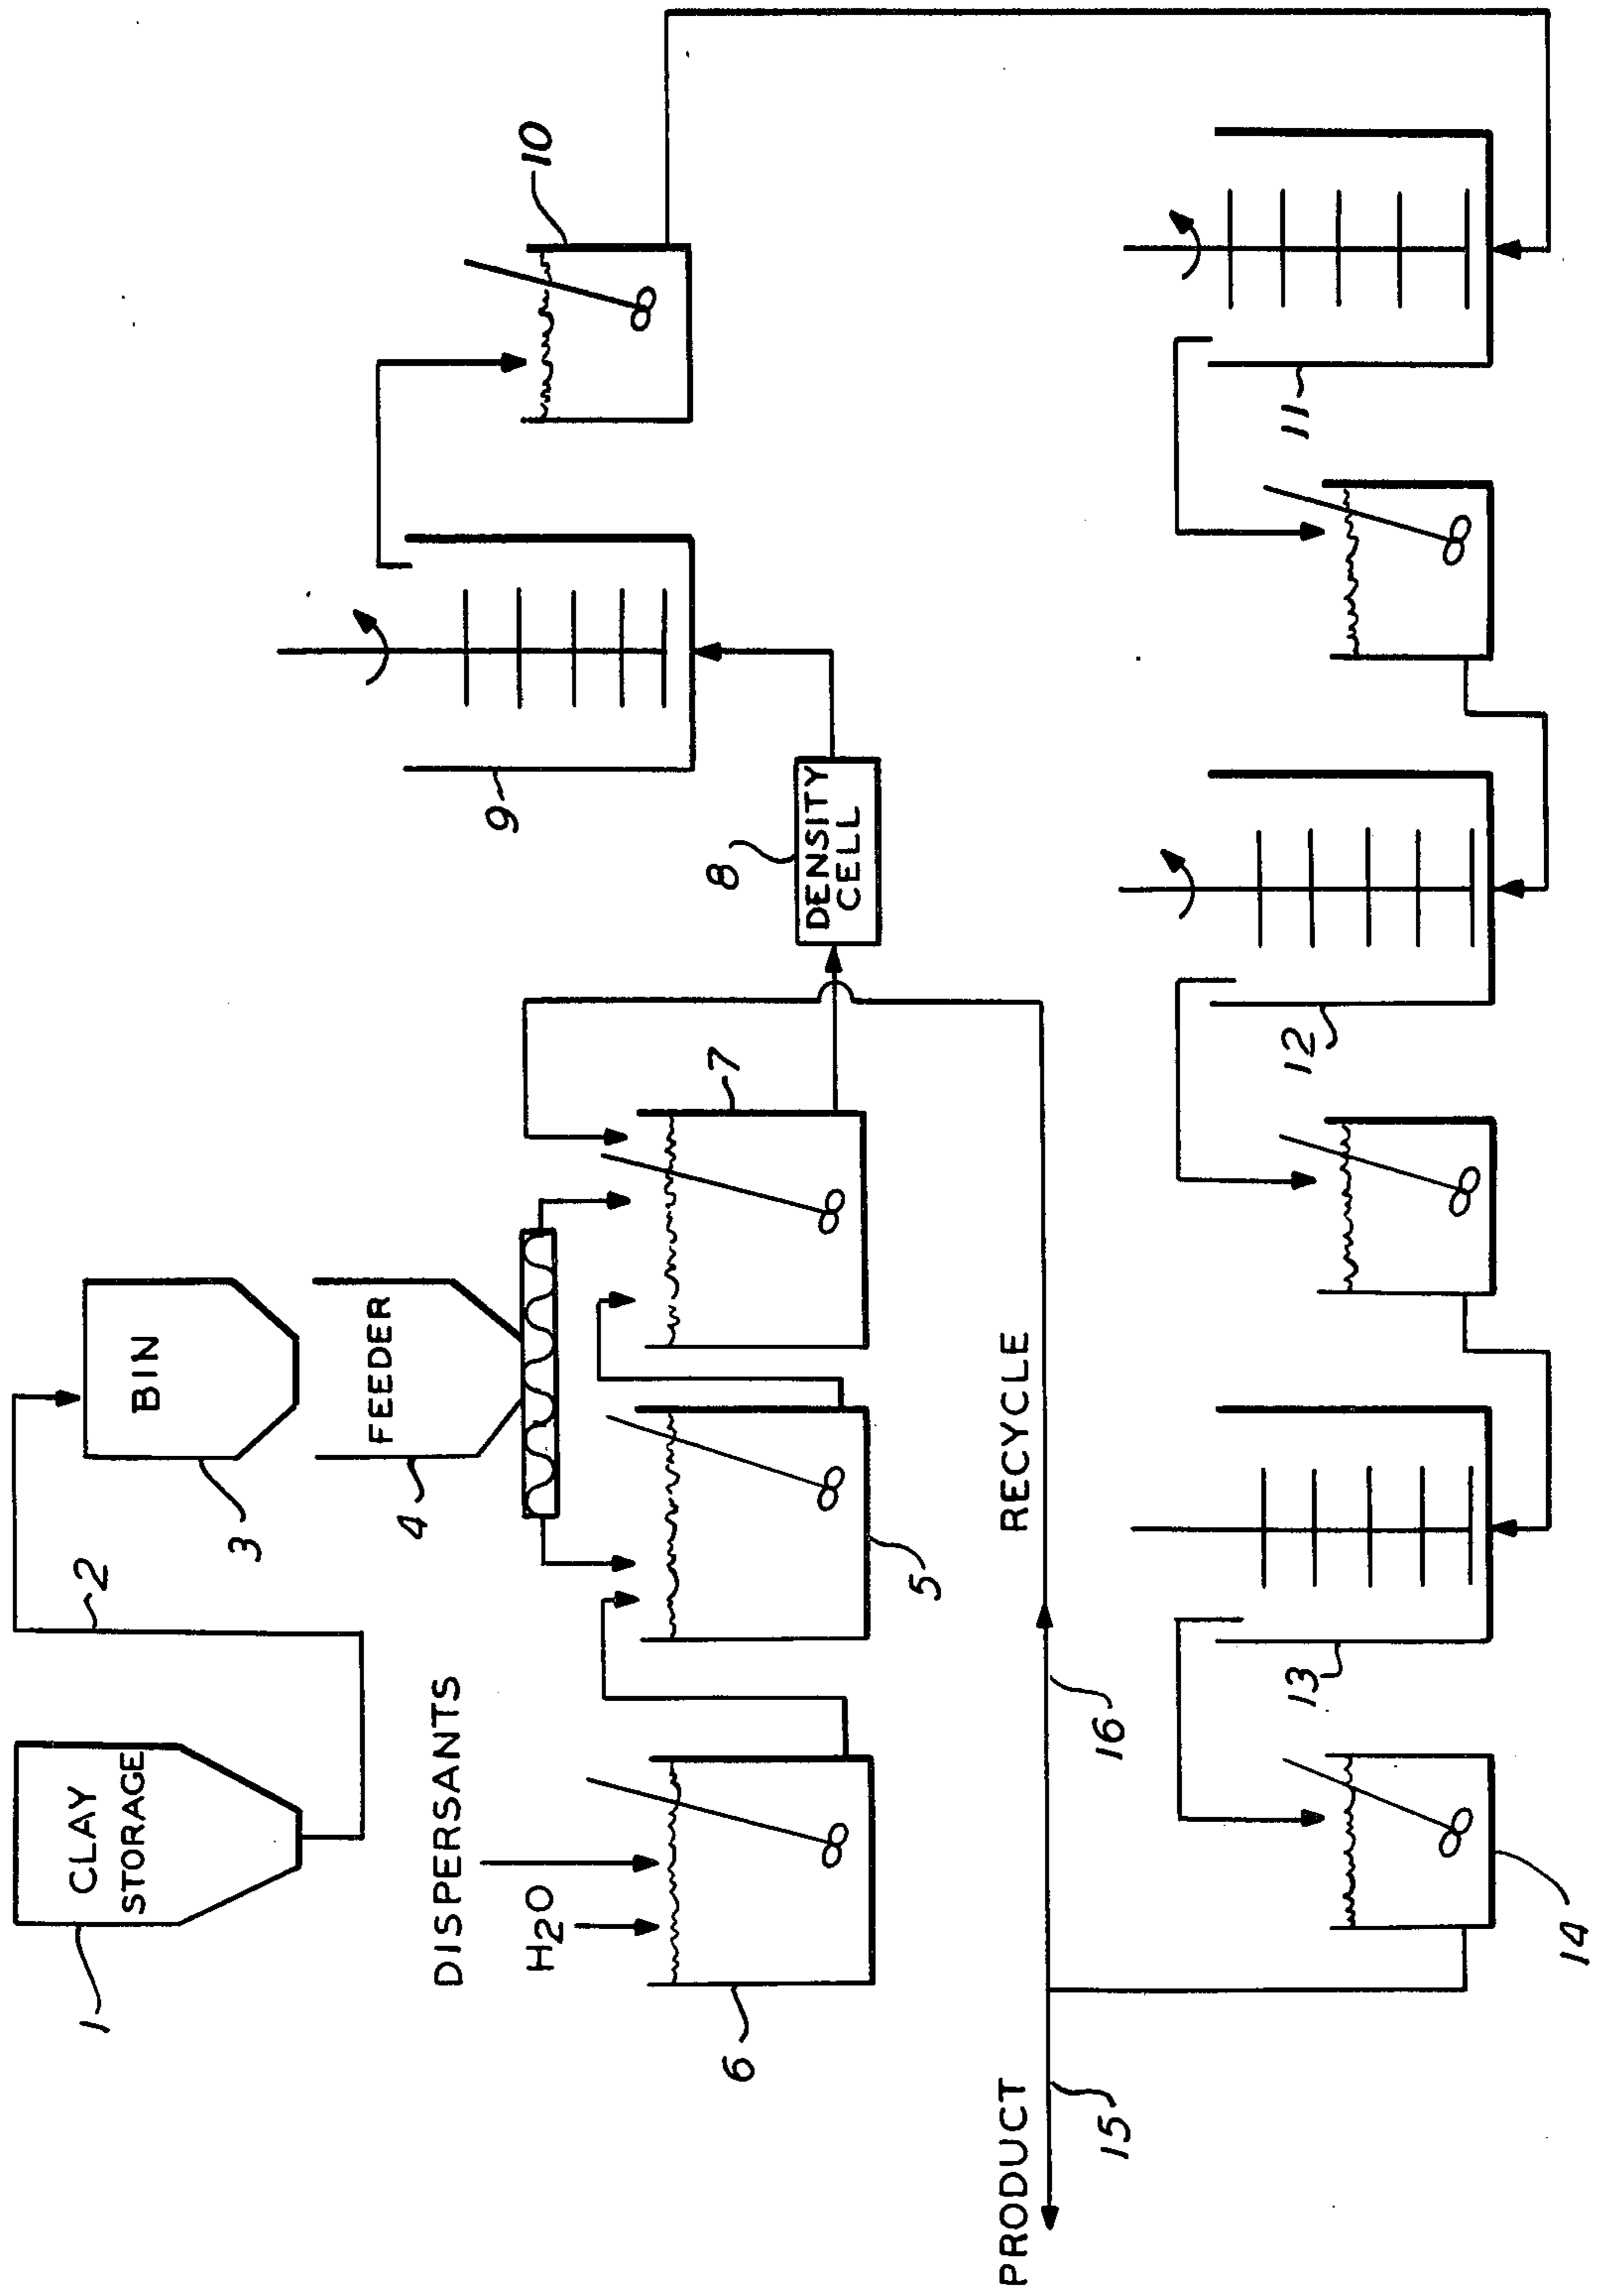 1
CLAY
STORAGE
2
3
BIN
4
FEEDER
DISPERSANTS
H2O
6
5
7
8
DENSITY
CELL
9
10
PRODUCT
15
16
RECYCLE
14
13
12
11